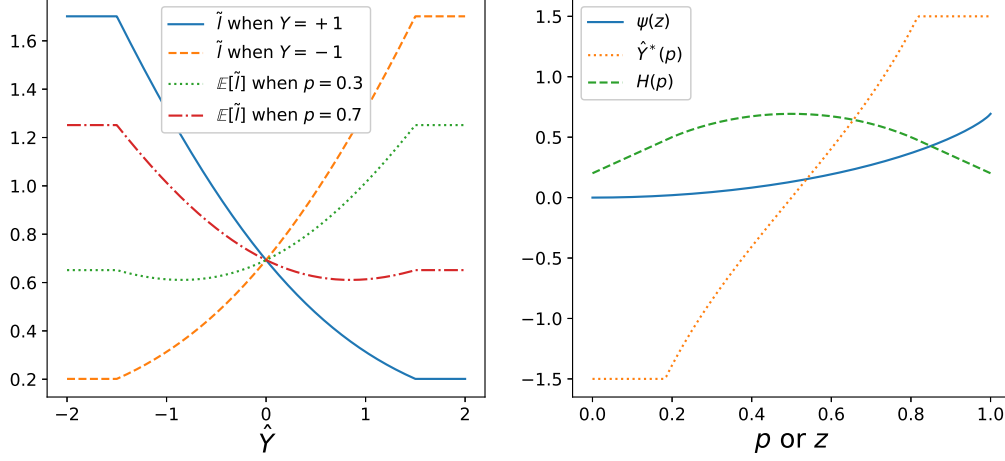 l̃ when Y = +1
l̃ when Y = −1
𝔼[l̃] when p = 0.3
𝔼[l̃] when p = 0.7
1.6
1.4
1.2
1.0
0.8
0.6
0.4
0.2
−2 −1 0 1 2
Ŷ
ψ(z)
Ŷ*(p)
H(p)
1.5
1.0
0.5
0.0
−0.5
−1.0
−1.5
0.0 0.2 0.4 0.6 0.8 1.0
p or z